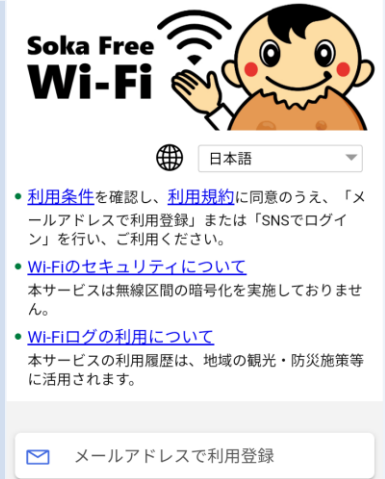 Soka Free
Wi-Fi
日本語
利用条件を確認し、利用規約に同意のうえ、「メ
ールアドレスで利用登録」または「SNSでログイ
ン」を行い、ご利用ください。
Wi-Fiのセキュリティについて
本サービスは無線区間の暗号化を実施しておりませ
ん。
Wi-Fiログの利用について
本サービスの利用履歴は、地域の観光・防災施策等
に活用されます。
メールアドレスで利用登録